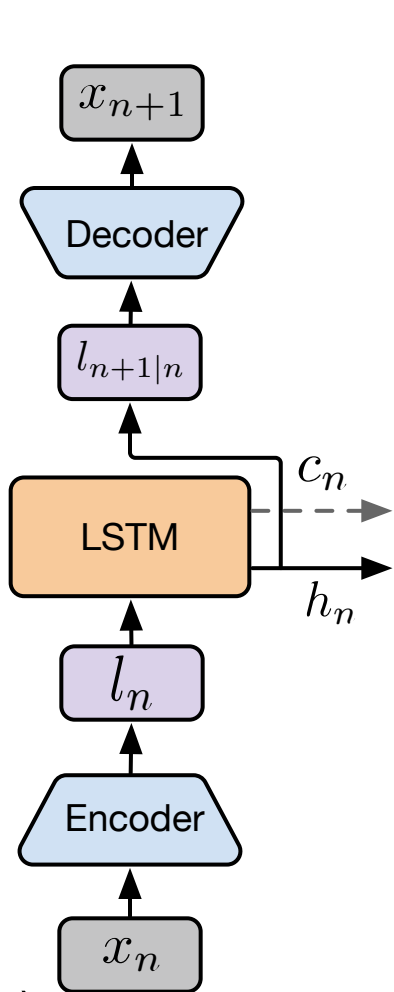 x_{n+1}
Decoder
l_{n+1|n}
c_n
LSTM
h_n
l_n
Encoder
x_n